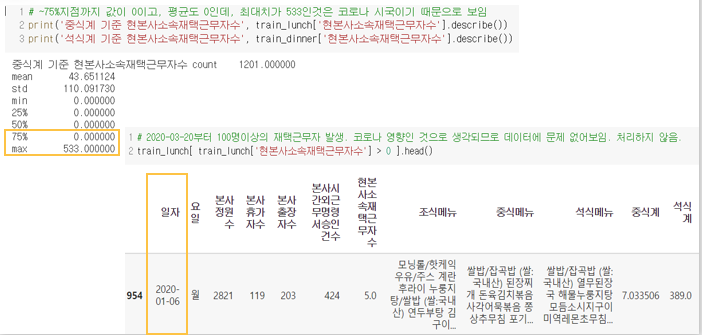 1 # ~75%지점까지 값이 0이고, 평균도 0인데, 최대치가 533인것은 코로나 시국이기 때문으로 보임
2 print('중식계 기준 현본사소속재택근무자수', train_lunch['현본사소속재택근무자수'].describe())
3 print('석식계 기준 현본사소속재택근무자수', train_dinner['현본사소속재택근무자수'].describe())
중식계 기준 현본사소속재택근무자수 count 1201.000000
mean 43.651124
std 110.091730
min 0.000000
25% 0.000000
50% 0.000000
75% 0.000000
max 533.000000
1 # 2020-03-20부터 100명이상의 재택근무자 발생. 코로나 영향인 것으로 생각되므로 데이터에 문제 없어보임. 처리하지 않음.
2 train_lunch[ train_lunch['현본사소속재택근무자수'] > 0 ].head()
일자 요일 본사정원수 본사휴가자수 본사출장자수 본사시간외근무명령서승인건수 현본사소속재택근무자수 조식메뉴 중식메뉴 석식메뉴 중식계 석식계
954 2020-01-06 월 2821 119 203 424 5.0 모닝롤/핫케익 우유/주스 계란후라이 누룽지탕/쌀밥 (쌀:국내산) 연두부탕 김구이... 쌀밥/잡곡밥 (쌀:국내산) 된장찌개 돈육김치볶음 사각어묵볶음 쫑상추무침 포기... 쌀밥/잡곡밥 (쌀:국내산) 열무된장국 해물누룽지탕 모듬소시지구이 미역레몬초무침... 7.033506 389.0